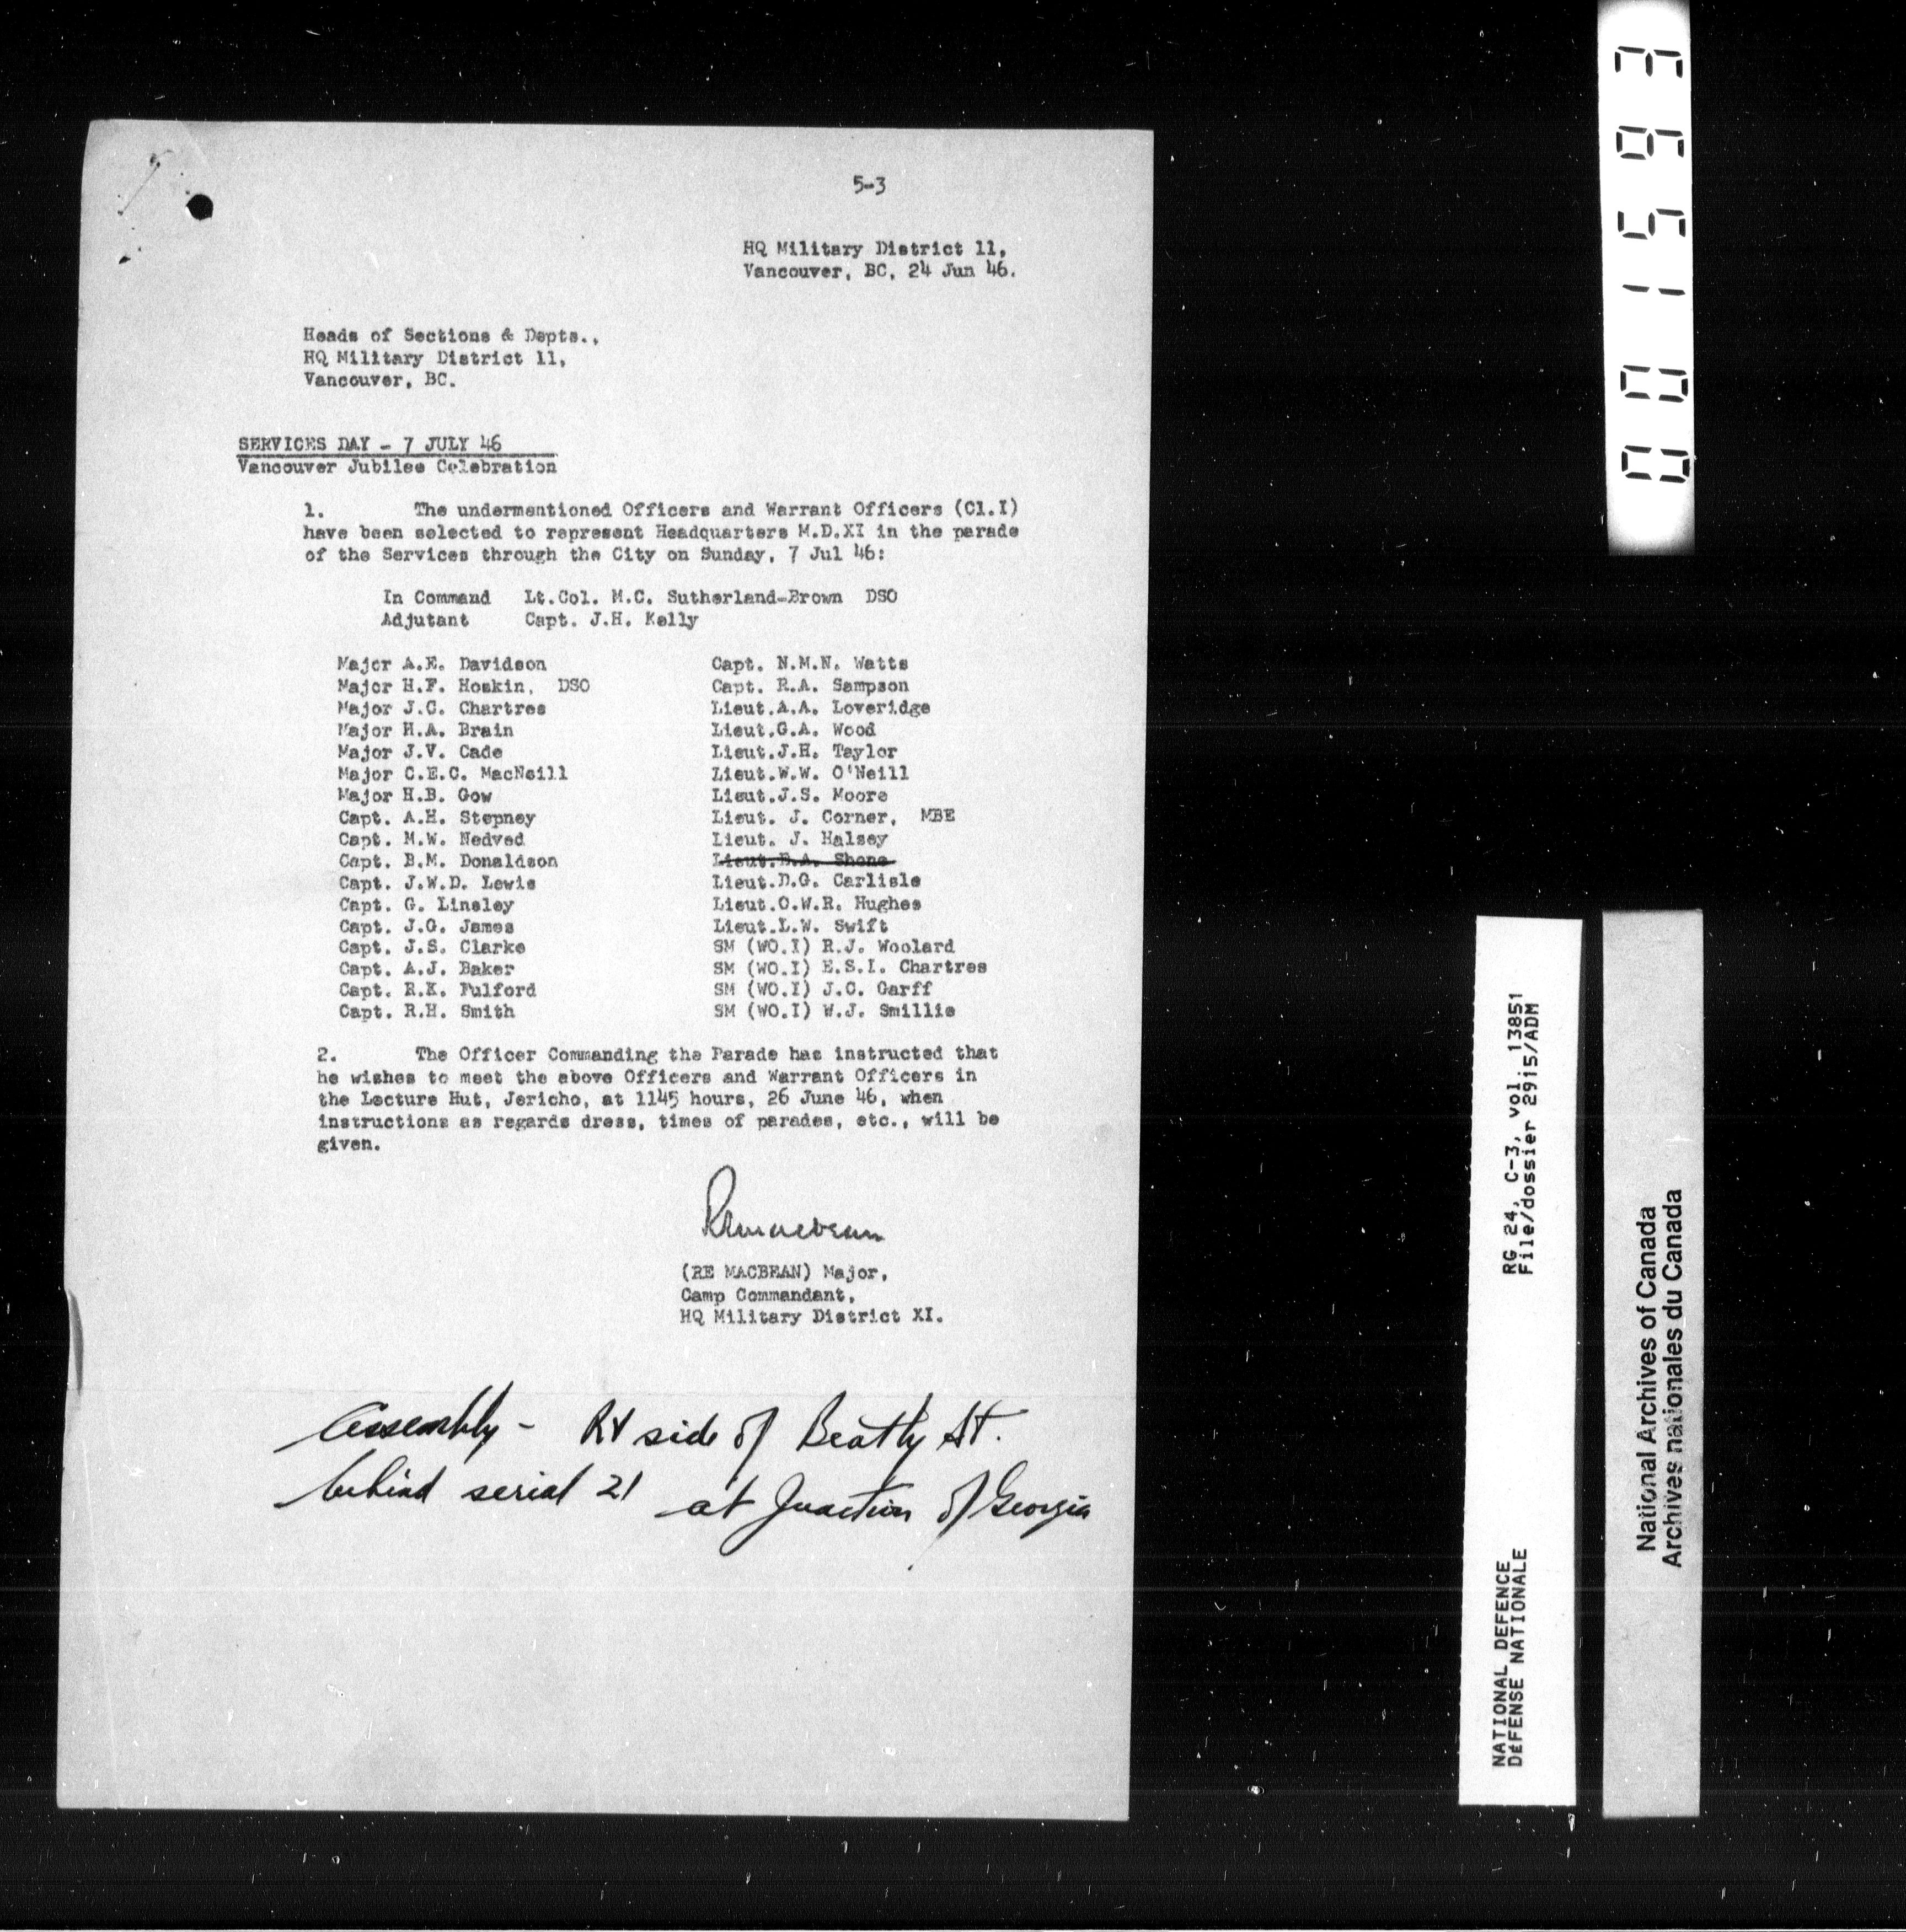 5-3
HQ Military District 11,
Vancouver, BC, 24 Jun 46.
Heads of Sections & Depts.,
HQ Military District 11,
Vancouver, BC.
SERVICES DAY - 7 JULY 46
Vancouver Jubilee Celebration
1. The undermentioned Officers and Warrant Officers (Cl.I)
have been selected to represent Headquarters M.D.XI in the parade
of the Services through the City on Sunday, 7 Jul 46:
In Command Lt.Col. M.C. Sutherland-Brown DSO
Adjutant Capt. J.H. Kelly
Major A.E. Davidson
Major H.F. Hoskin, DSO
Major J.C. Chartres
Major H.A. Brain
Major J.V. Cade
Major C.E.C. MacNeill
Major H.B. Gow
Capt. A.H. Stepney
Capt. M.W. Nedved
Capt. B.M. Donaldson
Capt. J.W.D. Lewis
Capt. G. Linsley
Capt. J.G. James
Capt. J.S. Clarke
Capt. A.J. Baker
Capt. R.K. Fulford
Capt. R.H. Smith
Capt. N.M.N. Watts
Capt. R.A. Sampson
Lieut.A.A. Loveridge
Lieut.G.A. Wood
Lieut.J.H. Taylor
Lieut.W.W. O'Neill
Lieut.J.S. Moore
Lieut. J. Corner, MBE
Lieut. J. Halsey
Lieut.B.A. Shone
Lieut.D.G. Carlisle
Lieut.O.W.R. Hughes
Lieut.L.W. Swift
SM (WO.I) R.J. Woolard
SM (WO.I) E.S.I. Chartres
SM (WO.I) J.C. Garff
SM (WO.I) W.J. Smillie
2. The Officer Commanding the Parade has instructed that
he wishes to meet the above Officers and Warrant Officers in
the Lecture Hut, Jericho, at 1145 hours, 26 June 46, when
instructions as regards dress, times of parades, etc., will be
given.
REMacbean
(RE MACBEAN) Major,
Camp Commandant,
HQ Military District XI.
Assembly - Rt side of Beatty St.
behind serial 21 at Junction of Georgia
001593
RG 24, C-3, vol. 13851
File/dossier 2915/ADM
NATIONAL DEFENCE
DÉFENSE NATIONALE
National Archives of Canada
Archives nationales du Canada